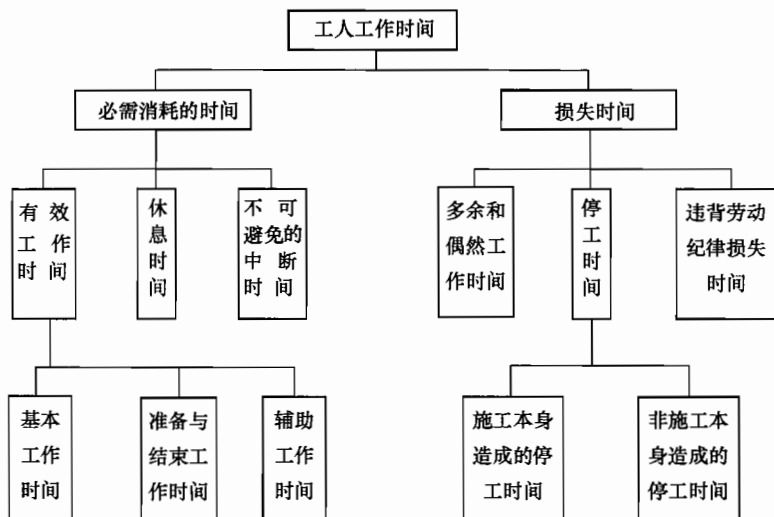 工人工作时间
必需消耗的时间
损失时间
有效
工作
时间
休
息
时
间
不可
避免的
中断
时间
多余和
偶然工
作时间
停
工
时
间
违背劳动
纪律损失
时间
基本
工作
时间
准备与
结束工
作时间
辅助
工作
时间
施工本身
造成的停
工时间
非施工本
身造成的
停工时间